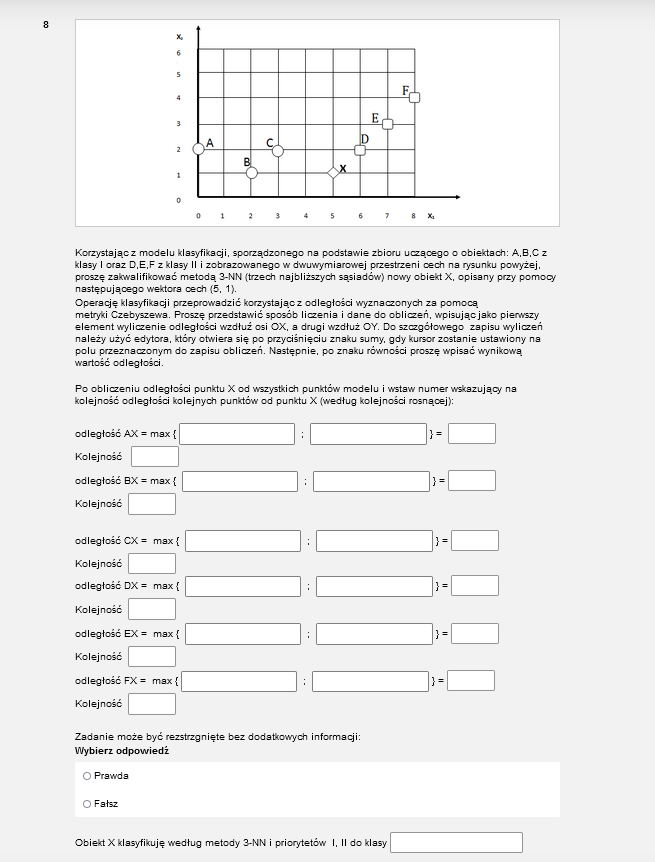 8
X₂
6
5
4
3
2
1
0
F
E
D
A
C
B
X
0 1 2 3 4 5 6 7 8 X₁
Korzystając z modelu klasyfikacji, sporządzonego na podstawie zbioru uczącego o obiektach: A,B,C z
klasy I oraz D,E,F z klasy II i zobrazowanego w dwuwymiarowej przestrzeni cech na rysunku powyżej,
proszę zakwalifikować metodą 3-NN (trzech najbliższych sąsiadów) nowy obiekt X, opisany przy pomocy
następującego wektora cech (5, 1).
Operację klasyfikacji przeprowadzić korzystając z odległości wyznaczonych za pomocą
metryki Czebyszewa. Proszę przedstawić sposób liczenia i dane do obliczeń, wpisując jako pierwszy
element wyliczenie odległości wzdłuż osi OX, a drugi wzdłuż OY. Do szczgółowego zapisu wyliczeń
należy użyć edytora, który otwiera się po przyciśnięciu znaku sumy, gdy kursor zostanie ustawiony na
polu przeznaczonym do zapisu obliczeń. Następnie, po znaku równości proszę wpisać wynikową
wartość odległości.
Po obliczeniu odległości punktu X od wszystkich punktów modelu i wstaw numer wskazujący na
kolejność odległości kolejnych punktów od punktu X (według kolejności rosnącej):
odległość AX = max { ; } =
Kolejność
odległość BX = max { ; } =
Kolejność
odległość CX = max { ; } =
Kolejność
odległość DX = max { ; } =
Kolejność
odległość EX = max { ; } =
Kolejność
odległość FX = max { ; } =
Kolejność
Zadanie może być rezstrzgnięte bez dodatkowych informacji:
Wybierz odpowiedź
Prawda
Fałsz
Obiekt X klasyfikuję według metody 3-NN i priorytetów I, II do klasy